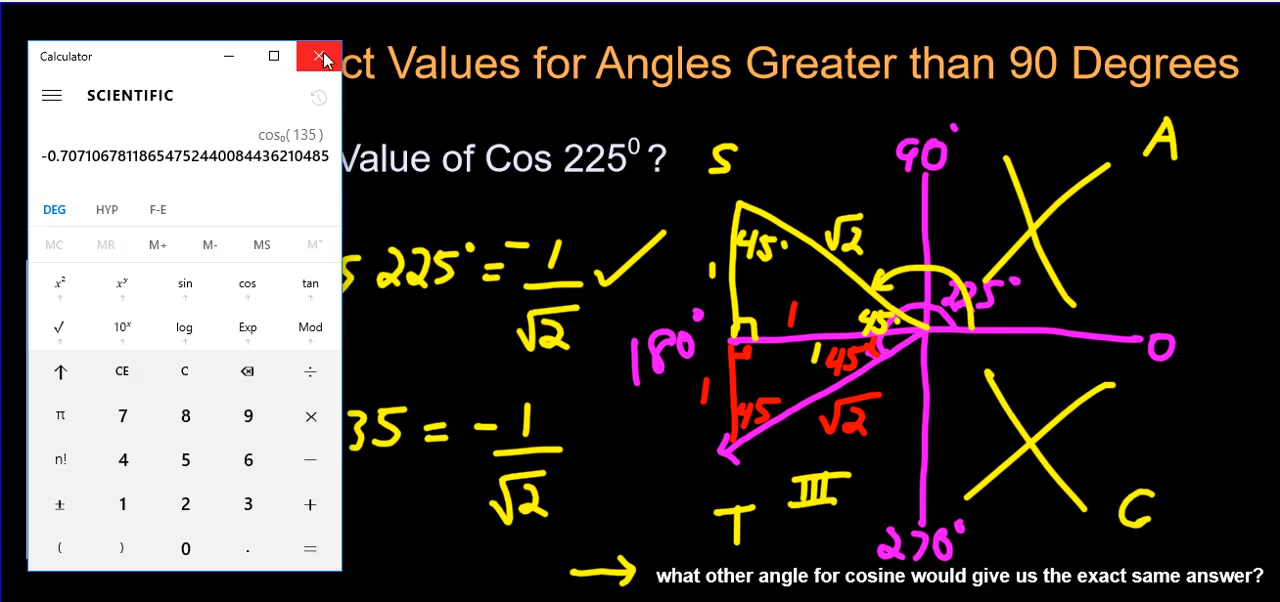 Calculator
SCIENTIFIC
cos₀( 135 )
-0.70710678118654752440084436210485
DEG HYP F-E
MC MR M+ M- MS M˅
x² xʸ sin cos tan
√ 10ˣ log Exp Mod
↑ CE C ⌫ ÷
π 7 8 9 ×
n! 4 5 6 −
± 1 2 3 +
( ) 0 . =
ct Values for Angles Greater than 90 Degrees
Value of Cos 225⁰ ?
s 225° = -1/√2 ✓
35 = -1/√2
S
A
90°
45°
√2
1
225°
1
45°
180°
0
1
45°
1
45
√2
III
T
C
270°
→ what other angle for cosine would give us the exact same answer?